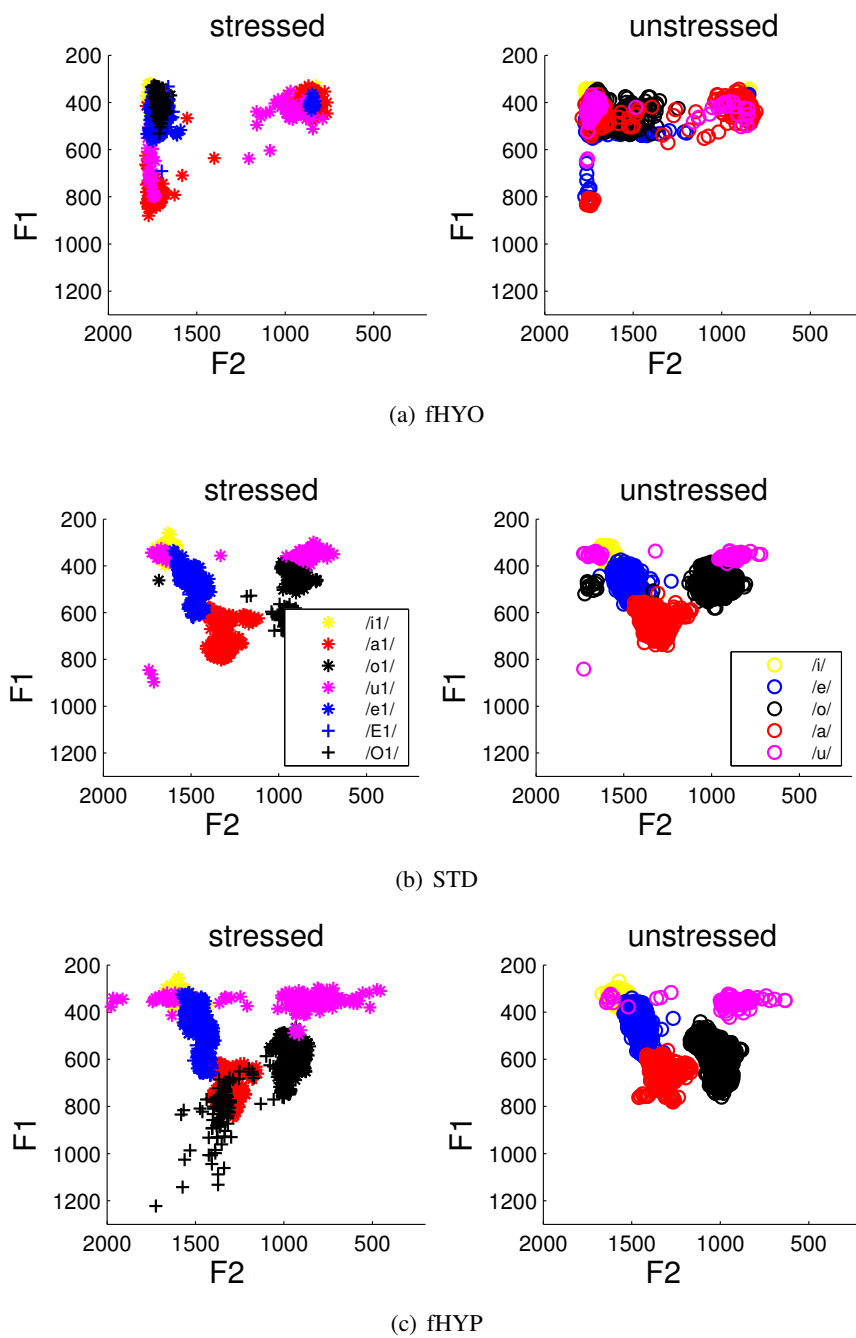 stressed
unstressed
200
400
600
800
1000
1200
F1
2000 1500 1000 500
F2
200
400
600
800
1000
1200
F1
2000 1500 1000 500
F2
(a) fHYO
stressed
unstressed
200
400
600
800
1000
1200
F1
/i1/
/a1/
/o1/
/u1/
/e1/
/E1/
/O1/
2000 1500 1000 500
F2
200
400
600
800
1000
1200
F1
/i/
/e/
/o/
/a/
/u/
2000 1500 1000 500
F2
(b) STD
stressed
unstressed
200
400
600
800
1000
1200
F1
2000 1500 1000 500
F2
200
400
600
800
1000
1200
F1
2000 1500 1000 500
F2
(c) fHYP